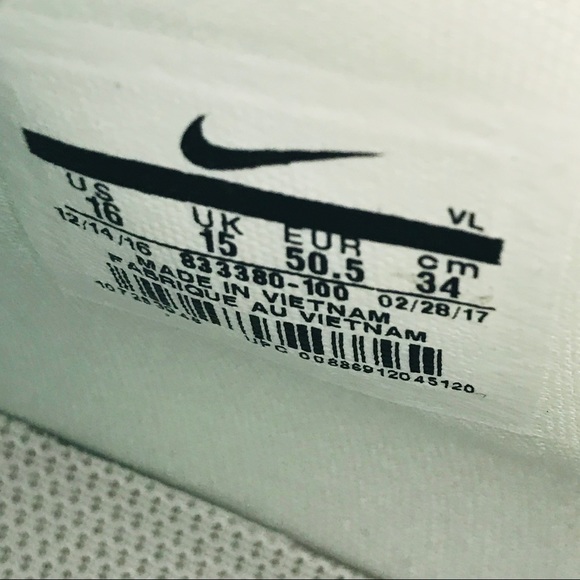 VL
US UK EUR cm
16 15 50.5 34
12/14/16 833380-100 02/28/17
MADE IN VIETNAM
FABRIQUE AU VIETNAM
UPC 00886912045120